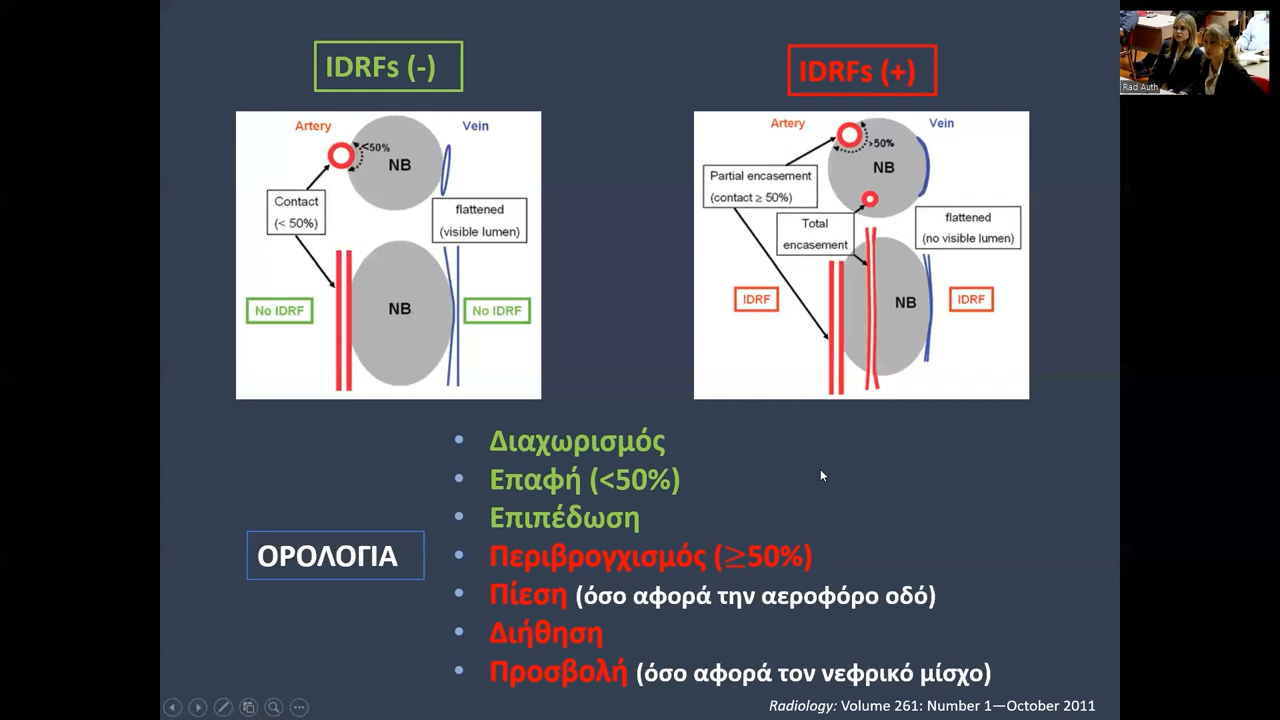 IDRFs (-)
IDRFs (+)
Artery
Vein
<50%
NB
Contact
(< 50%)
flattened
(visible lumen)
No IDRF
NB
No IDRF
Artery
Vein
>50%
NB
Partial encasement
(contact ≥ 50%)
Total
encasement
flattened
(no visible lumen)
IDRF
NB
IDRF
ΟΡΟΛΟΓΙΑ
• Διαχωρισμός
• Επαφή (<50%)
• Επιπέδωση
• Περιβρογχισμός (≥50%)
• Πίεση (όσο αφορά την αεροφόρο οδό)
• Διήθηση
• Προσβολή (όσο αφορά τον νεφρικό μίσχο)
Radiology: Volume 261: Number 1—October 2011
Rad Auth